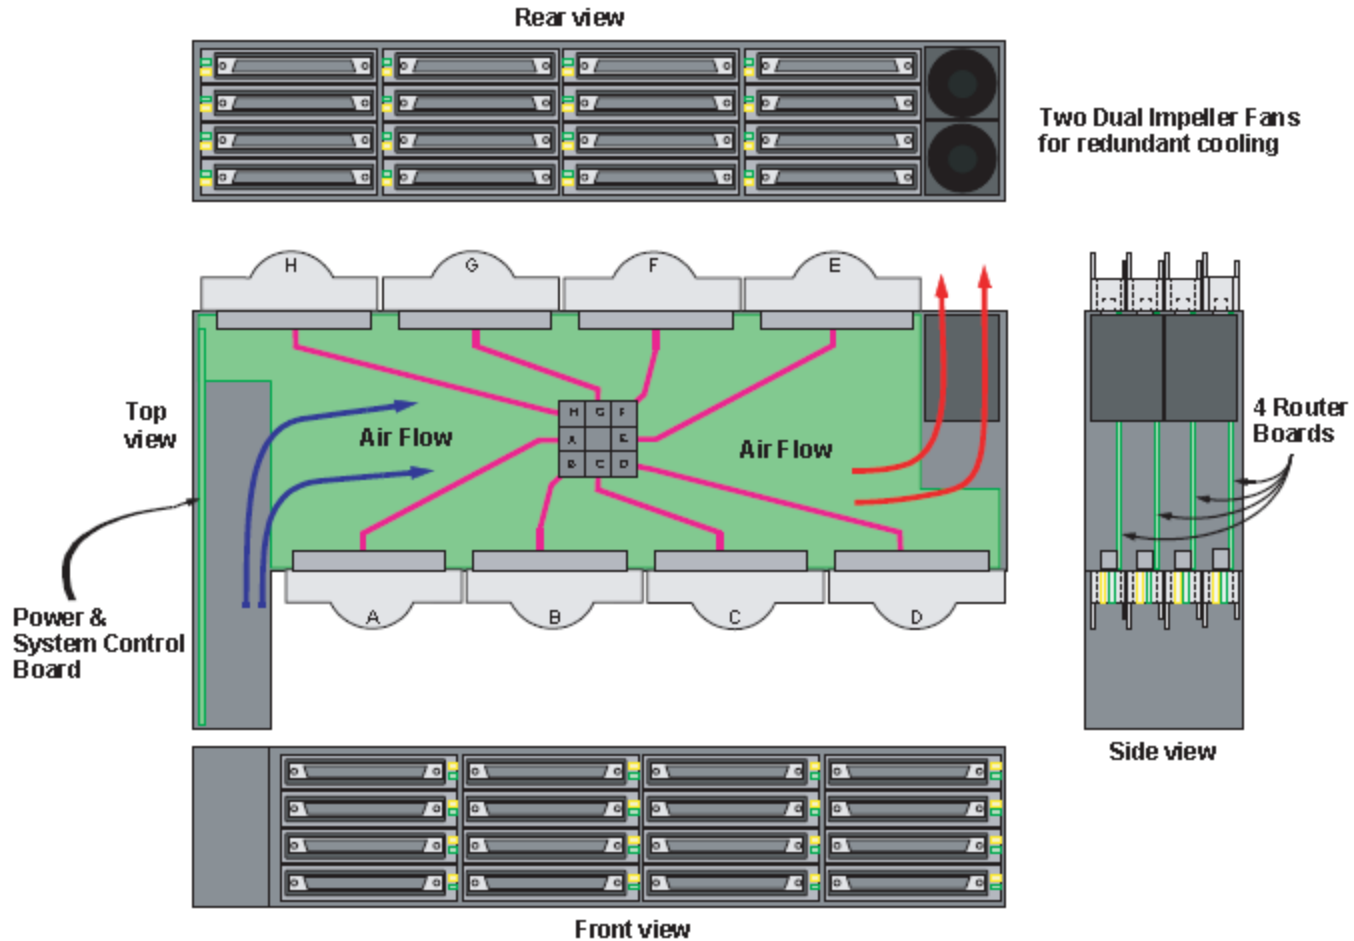 Rear view
Two Dual Impeller Fans
for redundant cooling
H
G
F
E
Top
view
Air Flow
H G F
A E
B C D
Air Flow
4 Router
Boards
Power &
System Control
Board
A
B
C
D
Side view
Front view